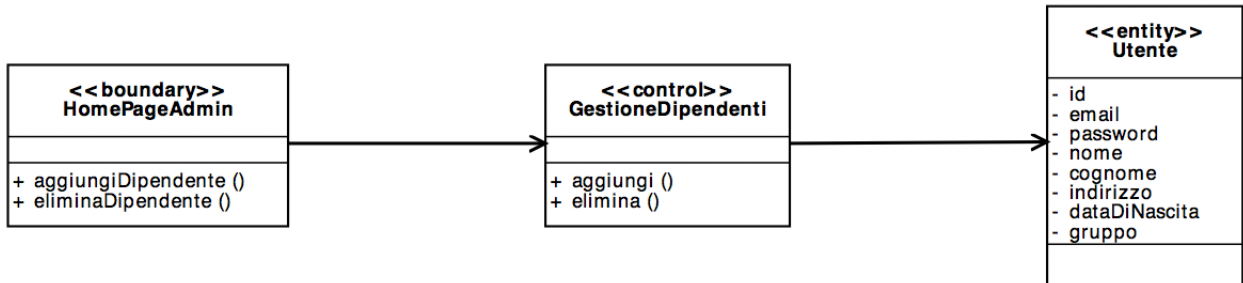 <<boundary>>
HomePageAdmin
+ aggiungiDipendente ()
+ eliminaDipendente ()
<<control>>
GestioneDipendenti
+ aggiungi ()
+ elimina ()
<<entity>>
Utente
- id
- email
- password
- nome
- cognome
- indirizzo
- dataDiNascita
- gruppo